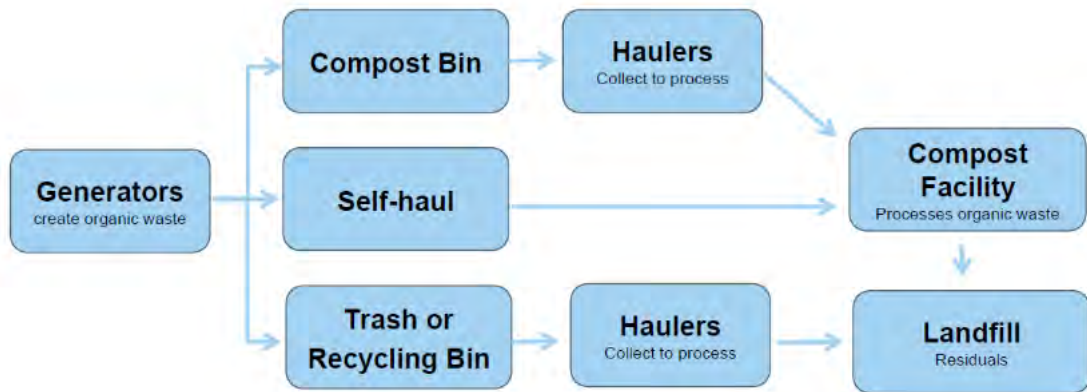 Compost Bin
Haulers
Collect to process
Generators
create organic waste
Self-haul
Compost
Facility
Processes organic waste
Trash or
Recycling Bin
Haulers
Collect to process
Landfill
Residuals